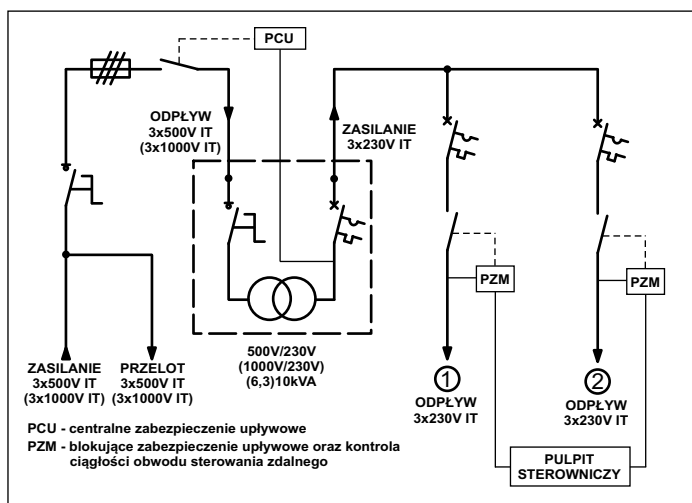 PCU
ODPŁYW
3x500V IT
(3x1000V IT)
ZASILANIE
3x230V IT
PZM
PZM
500V/230V
(1000V/230V)
(6,3)10kVA
ZASILANIE
3x500V IT
(3x1000V IT)
PRZELOT
3x500V IT
(3x1000V IT)
1
ODPŁYW
3x230V IT
2
ODPŁYW
3x230V IT
PCU - centralne zabezpieczenie upływowe
PZM - blokujące zabezpieczenie upływowe oraz kontrola
ciągłości obwodu sterowania zdalnego
PULPIT
STEROWNICZY